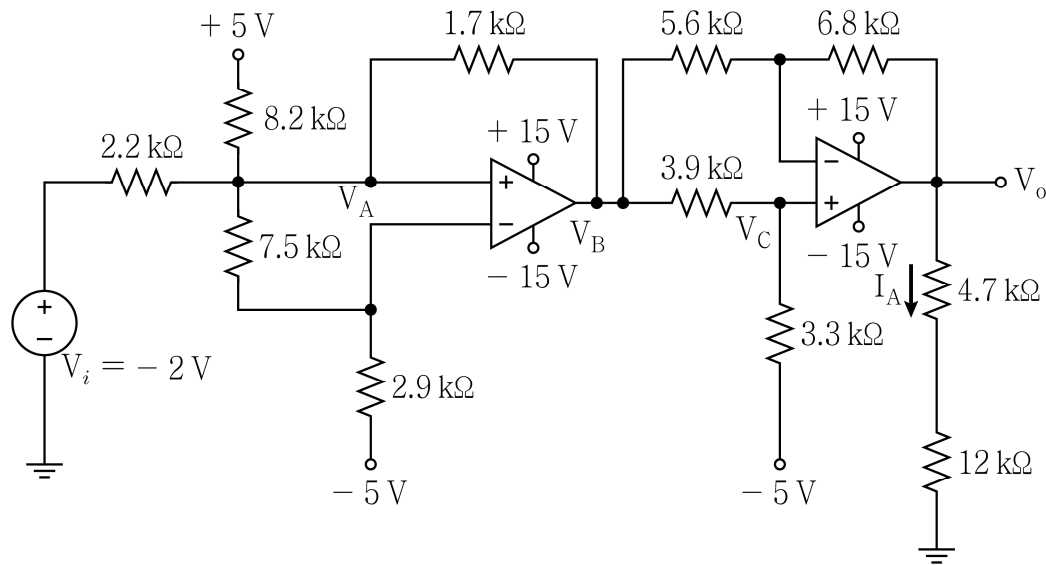 + 5 V
1.7 kΩ
5.6 kΩ
6.8 kΩ
8.2 kΩ
+ 15 V
+ 15 V
2.2 kΩ
3.9 kΩ
V_A
+
−
−
+
V_o
7.5 kΩ
V_B
V_C
− 15 V
− 15 V
I_A
4.7 kΩ
+
−
V_i = − 2 V
3.3 kΩ
2.9 kΩ
12 kΩ
− 5 V
− 5 V